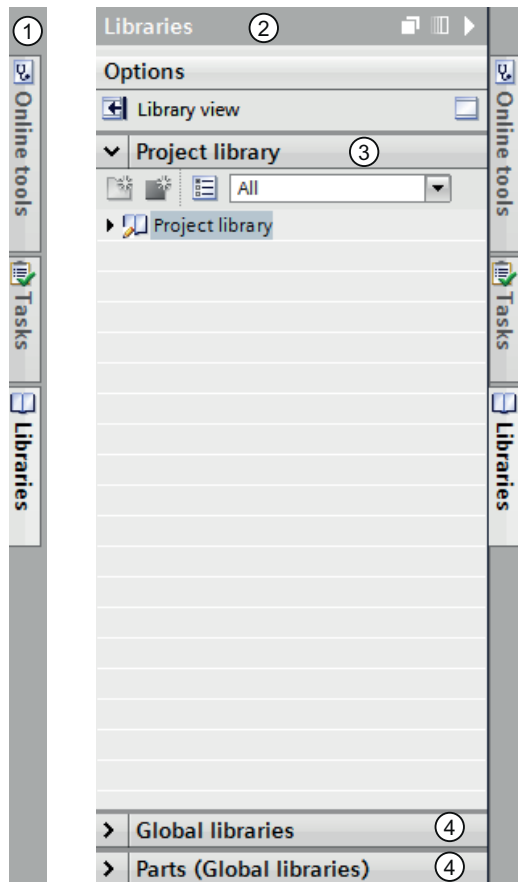 1
Online tools
Tasks
Libraries
Libraries 2
Options
Library view
Project library 3
All
Project library
Global libraries 4
Parts (Global libraries) 4
Online tools
Tasks
Libraries